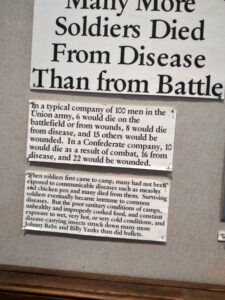 Many More
Soldiers Died
From Disease
Than from Battle
In a typical company of 100 men in the
Union army, 6 would die on the
battlefield or from wounds, 8 would die
from disease, and 15 others would be
wounded. In a Confederate company, 10
would die as a result of combat, 16 from
disease, and 22 would be wounded.
When soldiers first came to camp, many had not been
exposed to communicable diseases such as measles
and chicken pox and many died from them. Surviving
soldiers eventually became immune to common
diseases. But the poor sanitary conditions of camps,
unhealthy and improperly cooked food, and constant
exposure to wet, very hot, or very cold conditions, and
disease-carrying insects struck down many more
Johnny Rebs and Billy Yanks than did bullets.